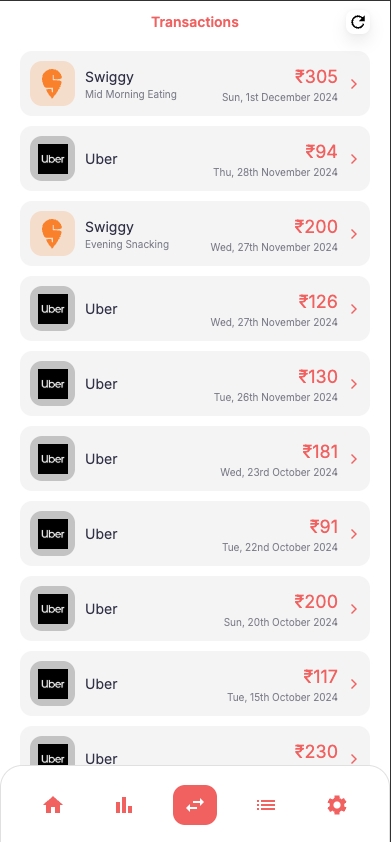 Transactions
Swiggy
₹305
Mid Morning Eating
Sun, 1st December 2024
Uber
Uber
₹94
Thu, 28th November 2024
Swiggy
₹200
Evening Snacking
Wed, 27th November 2024
Uber
Uber
₹126
Wed, 27th November 2024
Uber
Uber
₹130
Tue, 26th November 2024
Uber
Uber
₹181
Wed, 23rd October 2024
Uber
Uber
₹91
Tue, 22nd October 2024
Uber
Uber
₹200
Sun, 20th October 2024
Uber
Uber
₹117
Tue, 15th October 2024
Uber
Uber
₹230